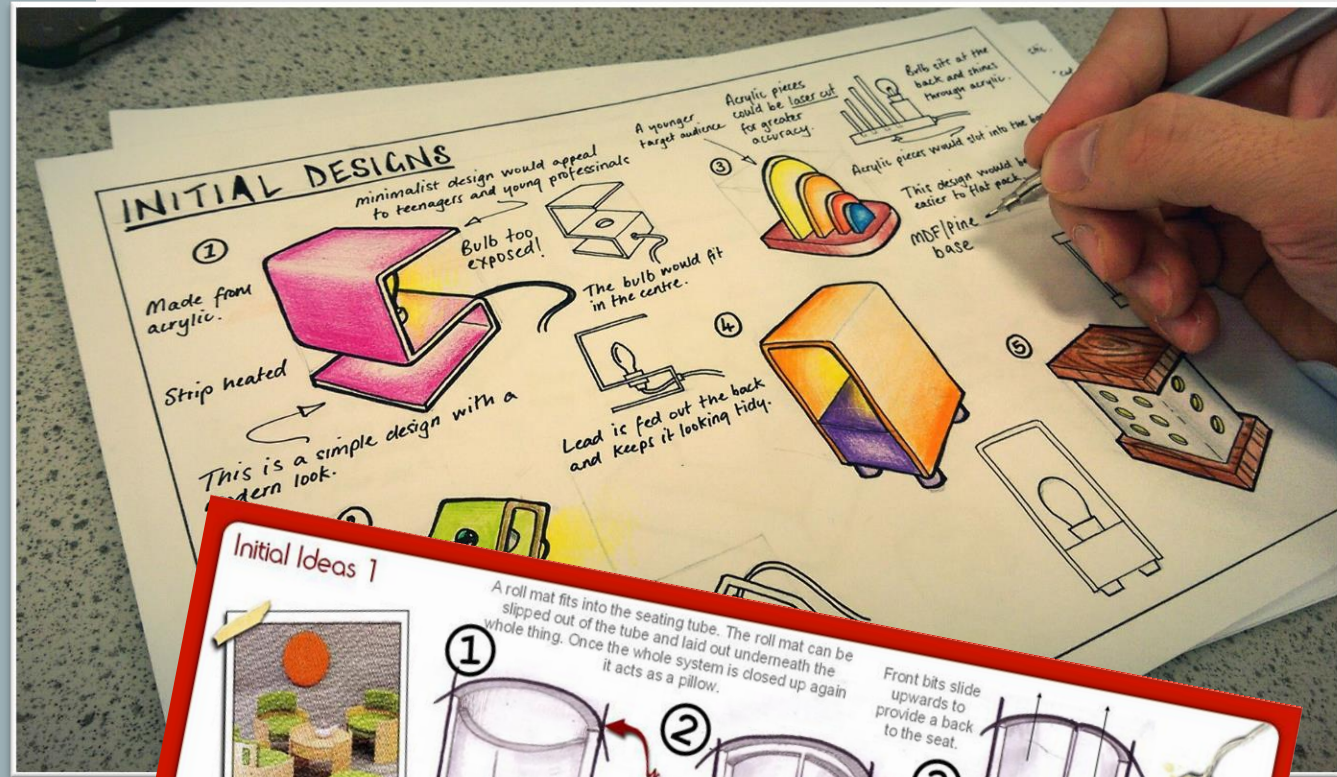 INITIAL DESIGNS
①
Made from
acrylic.
Strip heated
This is a simple design with a
modern look.
minimalist design would appeal
to teenagers and young professinals
Bulb too
exposed!
The bulb would fit
in the centre.
Lead is fed out the back
and keeps it looking tidy.
A younger
target audience
③
Acrylic pieces
could be laser cut
for greater
accuracy.
Bulb sits at the
back and shines
through acrylic.
Acrylic pieces would slot into the
This design would be
easier to flat pack.
MDF/Pine
base
④
⑤
Initial Ideas 1
①
A roll mat fits into the seating tube. The roll mat can be
slipped out of the tube and laid out underneath the
whole thing. Once the whole system is closed up again
it acts as a pillow.
②
Front bits slide
upwards to
provide a back
to the seat.